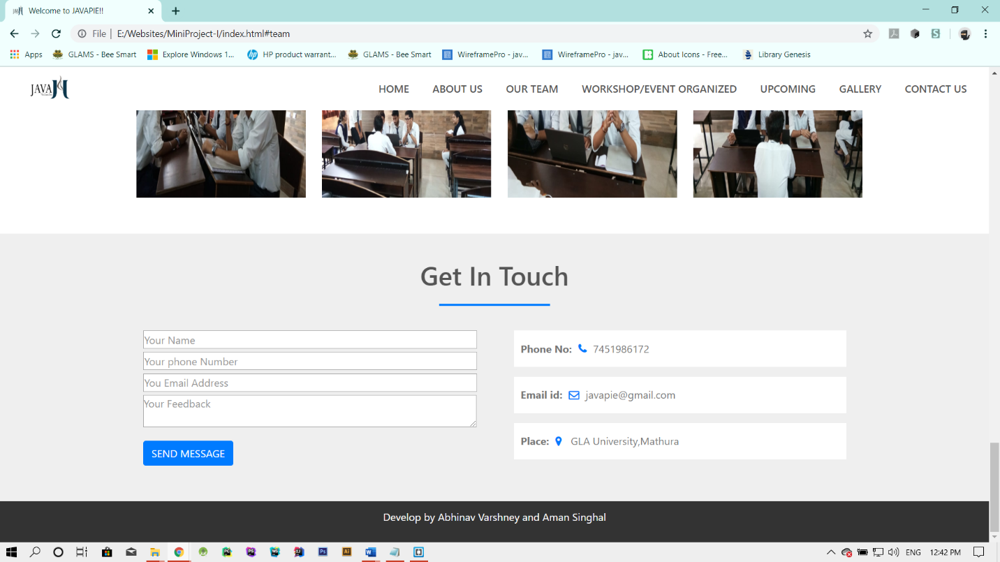 Welcome to JAVAPIE!!
File | E:/Websites/MiniProject-I/index.html#team
Apps GLAMS - Bee Smart Explore Windows 1... HP product warrant... GLAMS - Bee Smart WireframePro - jav... WireframePro - jav... About Icons - Free... Library Genesis
JAVA HOME ABOUT US OUR TEAM WORKSHOP/EVENT ORGANIZED UPCOMING GALLERY CONTACT US
Get In Touch
Your Name
Your phone Number
You Email Address
Your Feedback
SEND MESSAGE
Phone No: 7451986172
Email id: javapie@gmail.com
Place: GLA University,Mathura
Develop by Abhinav Varshney and Aman Singhal
ENG 12:42 PM